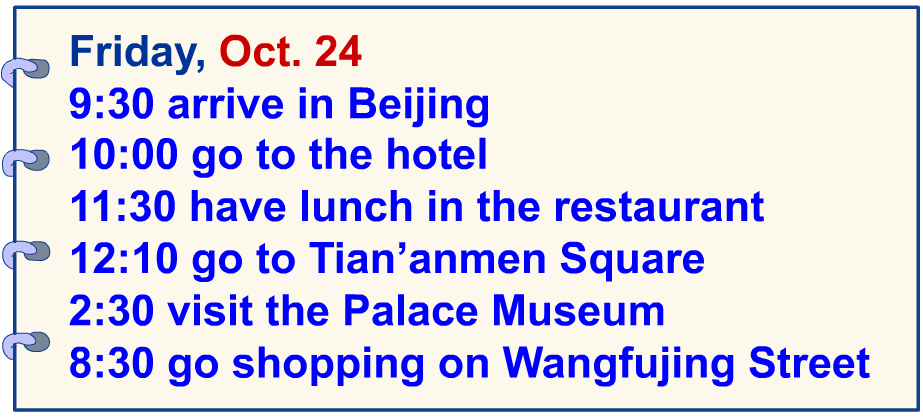 Friday, Oct. 24
9:30 arrive in Beijing
10:00 go to the hotel
11:30 have lunch in the restaurant
12:10 go to Tian’anmen Square
2:30 visit the Palace Museum
8:30 go shopping on Wangfujing Street